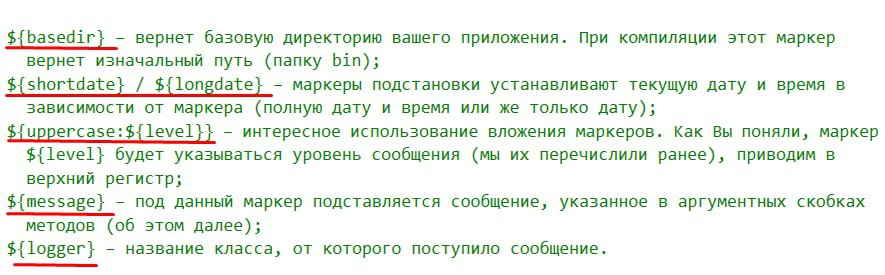 ${basedir} – вернет базовую директорию вашего приложения. При компиляции этот маркер
вернет изначальный путь (папку bin);
${shortdate} / ${longdate} – маркеры подстановки устанавливают текущую дату и время в
зависимости от маркера (полную дату и время или же только дату);
${uppercase:${level}} – интересное использование вложения маркеров. Как Вы поняли, маркер
${level} будет указываться уровень сообщения (мы их перечислили ранее), приводим в
верхний регистр;
${message} – под данный маркер подставляется сообщение, указанное в аргументных скобках
методов (об этом далее);
${logger} – название класса, от которого поступило сообщение.